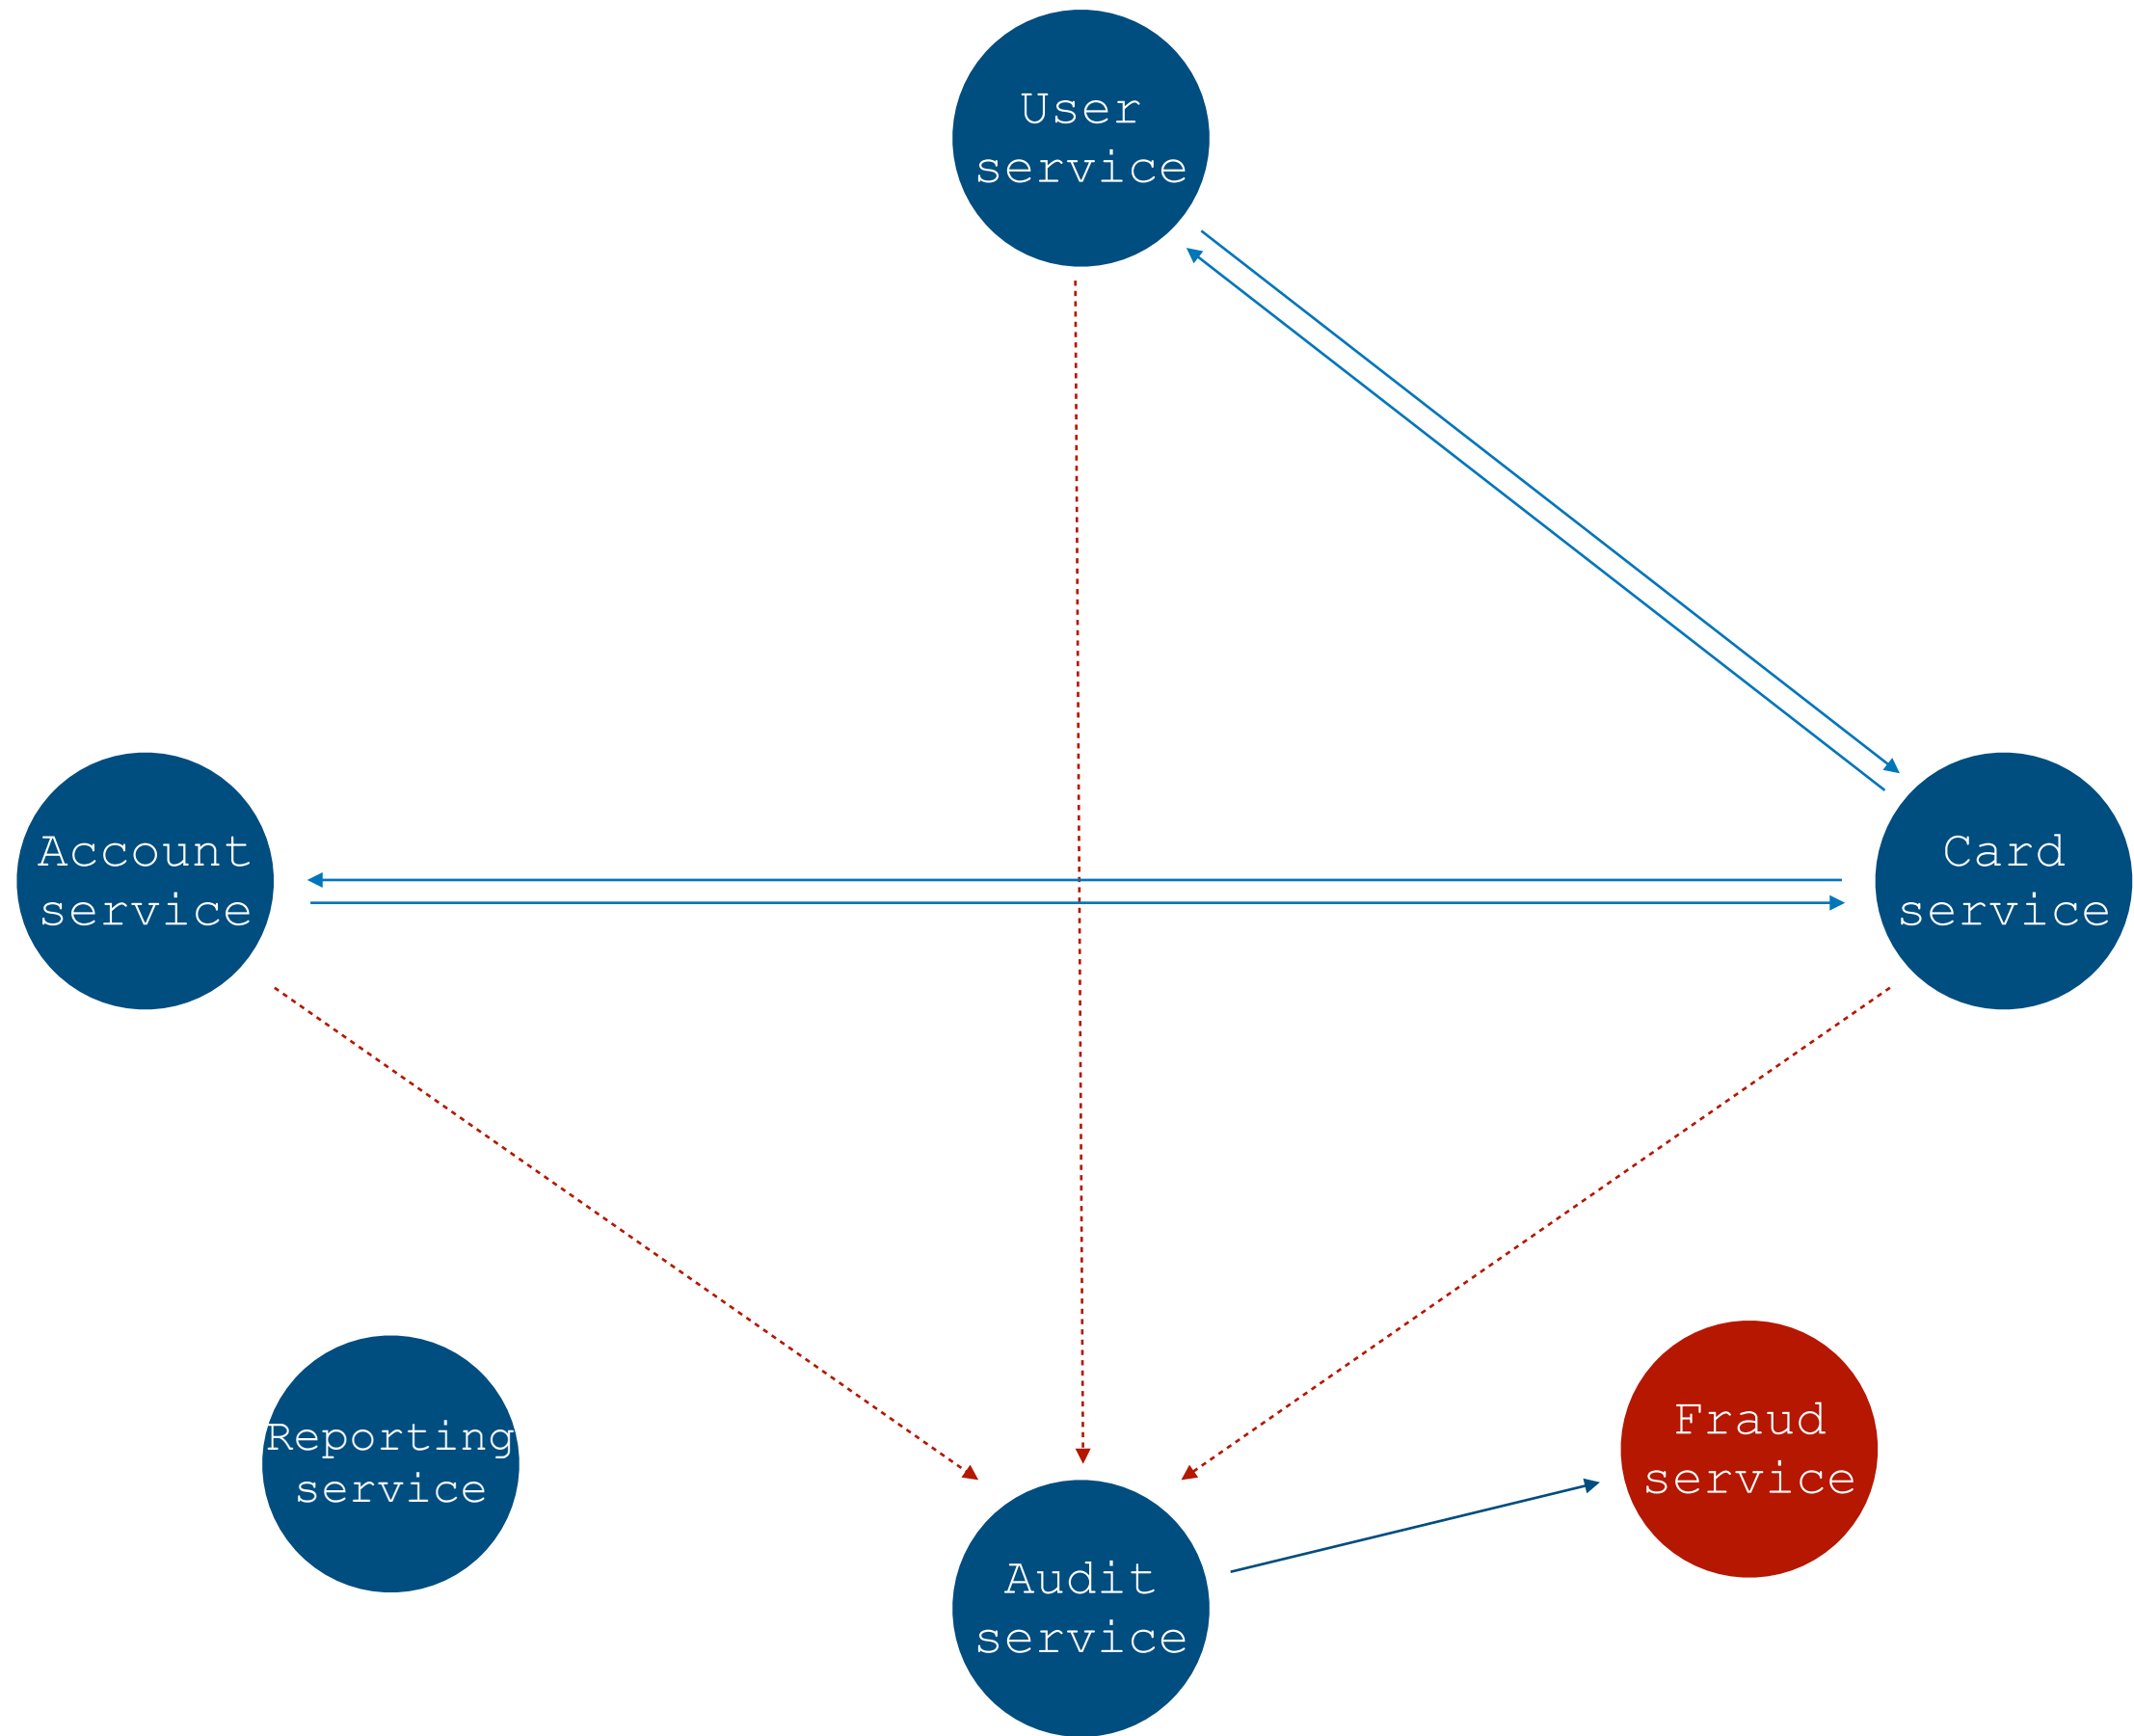 User
service
Account
service
Card
service
Reporting
service
Fraud
service
Audit
service